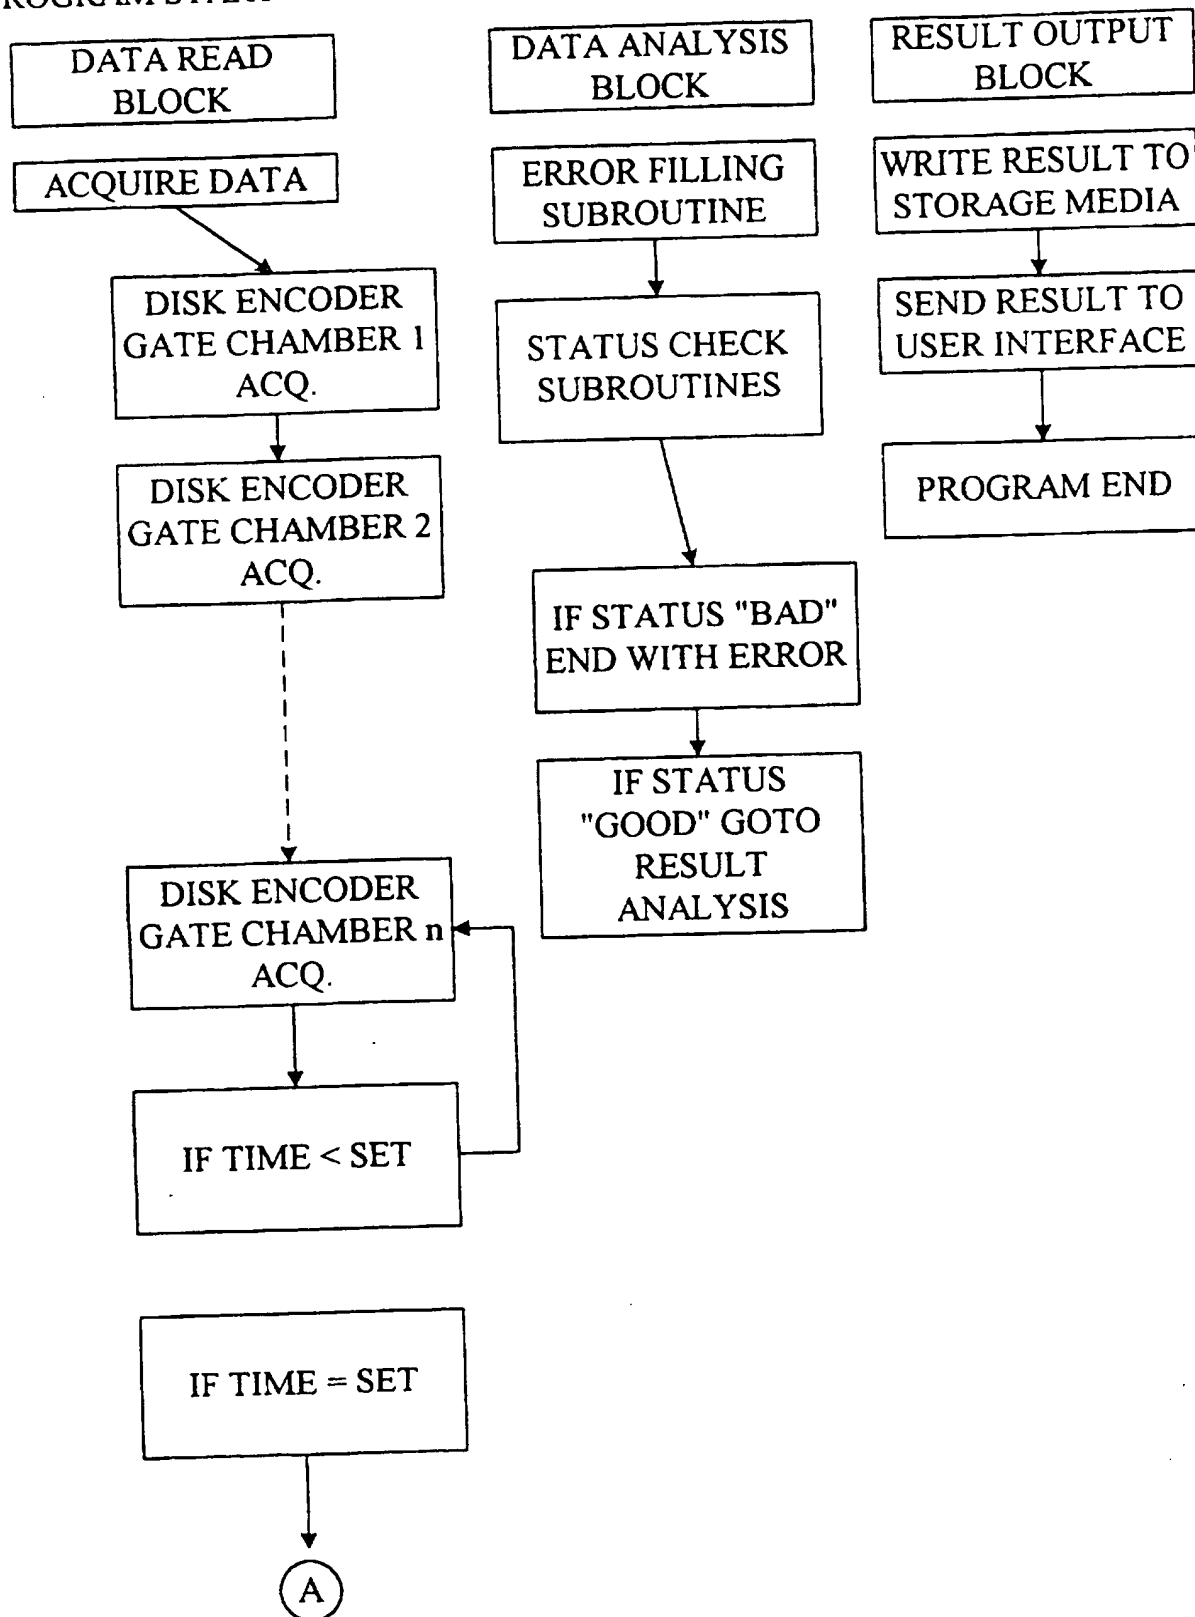 DATA READ
BLOCK
ACQUIRE DATA
DISK ENCODER
GATE CHAMBER 1
ACQ.
DISK ENCODER
GATE CHAMBER 2
ACQ.
DISK ENCODER
GATE CHAMBER n
ACQ.
IF TIME < SET
IF TIME = SET
A
DATA ANALYSIS
BLOCK
ERROR FILLING
SUBROUTINE
STATUS CHECK
SUBROUTINES
IF STATUS "BAD"
END WITH ERROR
IF STATUS
"GOOD" GOTO
RESULT
ANALYSIS
RESULT OUTPUT
BLOCK
WRITE RESULT TO
STORAGE MEDIA
SEND RESULT TO
USER INTERFACE
PROGRAM END